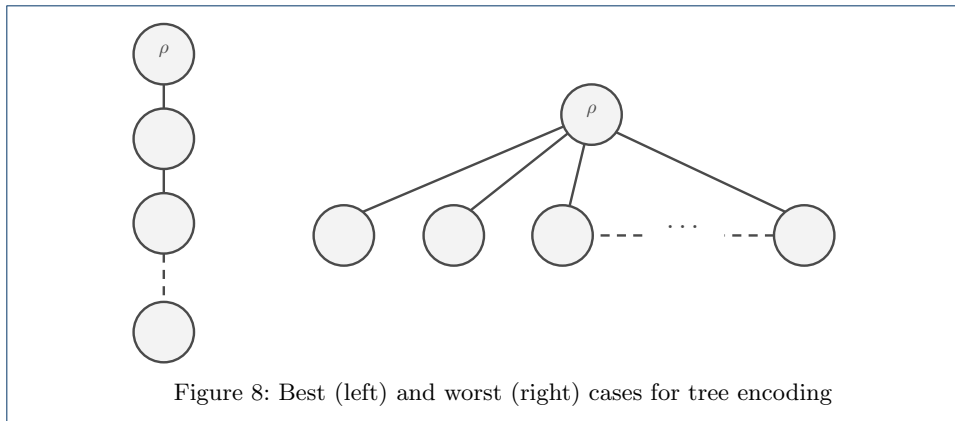 ρ
ρ
· · ·
Figure 8: Best (left) and worst (right) cases for tree encoding